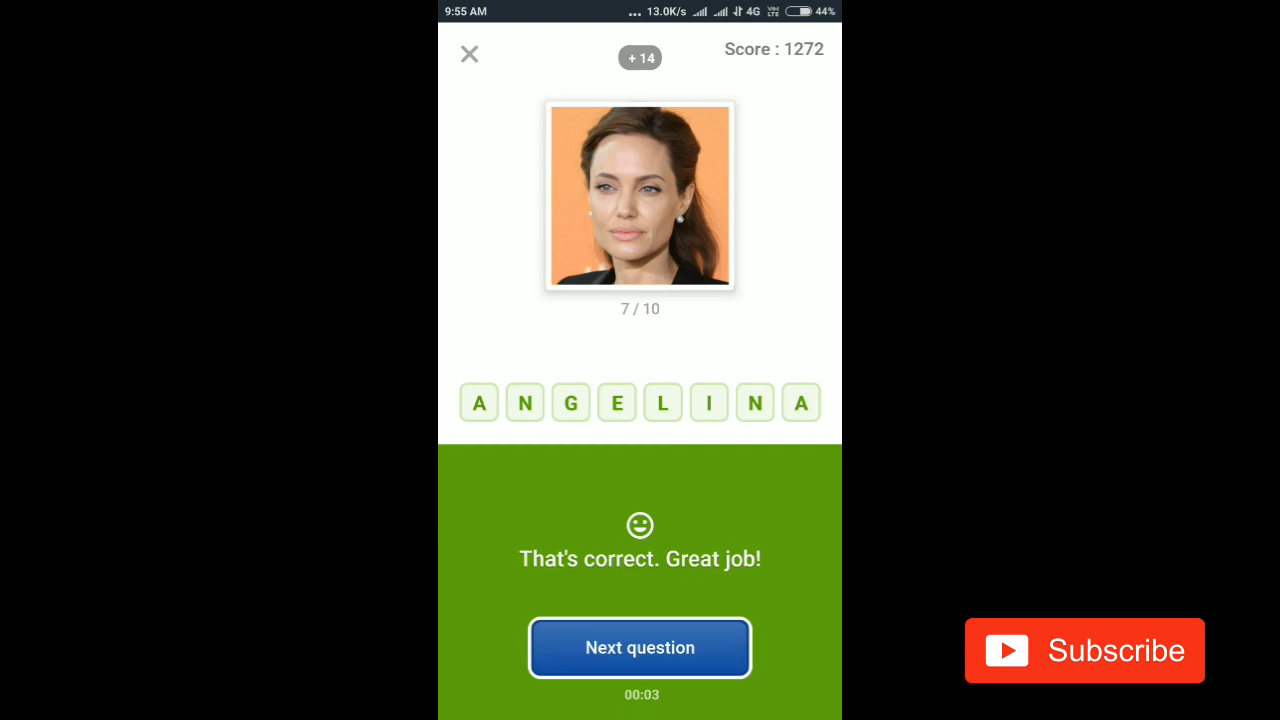 9:55 AM
... 13.0K/s 4G VoLTE 44%
+ 14
Score : 1272
7 / 10
A N G E L I N A
That's correct. Great job!
Next question
00:03
Subscribe